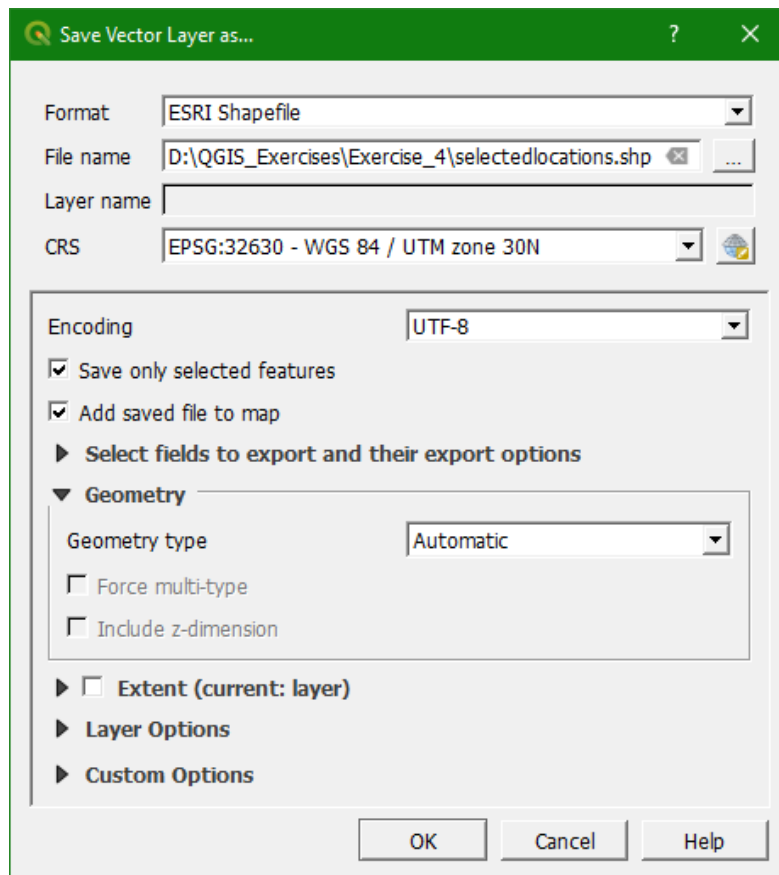 Save Vector Layer as... ?
Format ESRI Shapefile
File name D:\QGIS_Exercises\Exercise_4\selectedlocations.shp ...
Layer name
CRS EPSG:32630 - WGS 84 / UTM zone 30N
Encoding UTF-8
Save only selected features
Add saved file to map
Select fields to export and their export options
Geometry
Geometry type Automatic
Force multi-type
Include z-dimension
Extent (current: layer)
Layer Options
Custom Options
OK Cancel Help